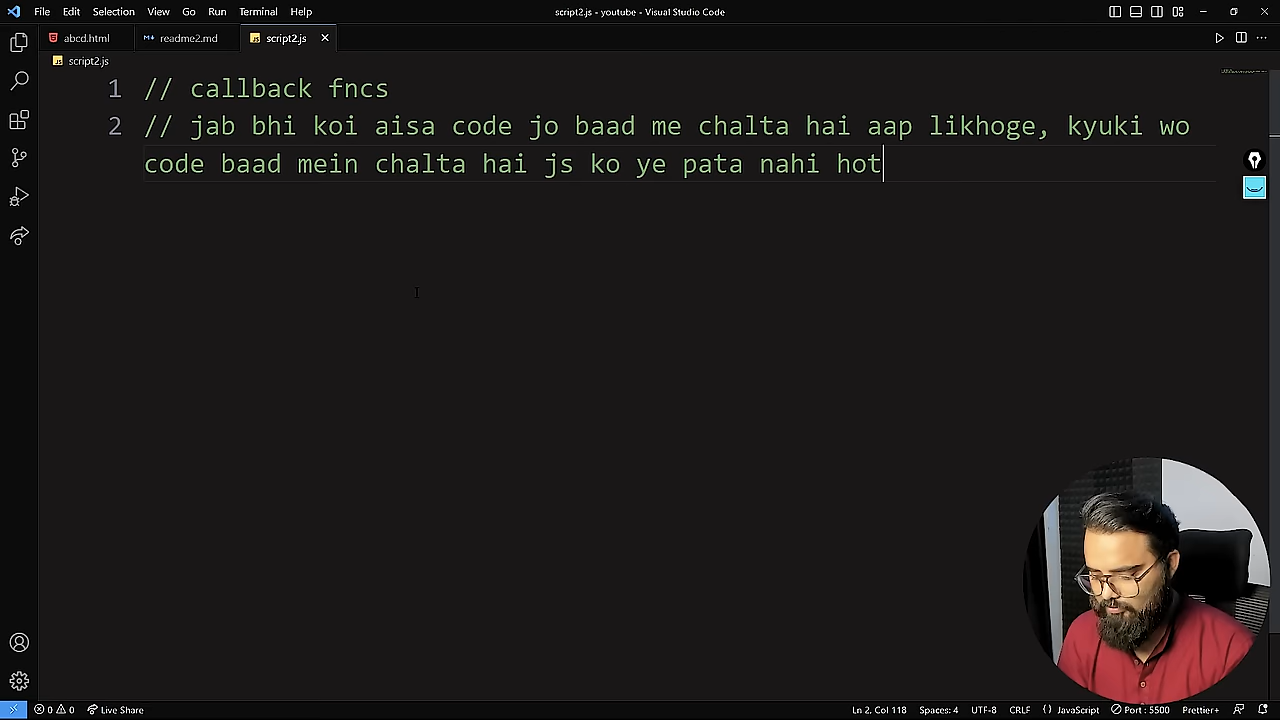 File Edit Selection View Go Run Terminal Help
script2.js - youtube - Visual Studio Code
abcd.html readme2.md script2.js
script2.js
1 // callback fncs
2 // jab bhi koi aisa code jo baad me chalta hai aap likhoge, kyuki wo
code baad mein chalta hai js ko ye pata nahi hot
0 0 Live Share Ln 2, Col 118 Spaces: 4 UTF-8 CRLF {} JavaScript Port : 5500 Prettier+